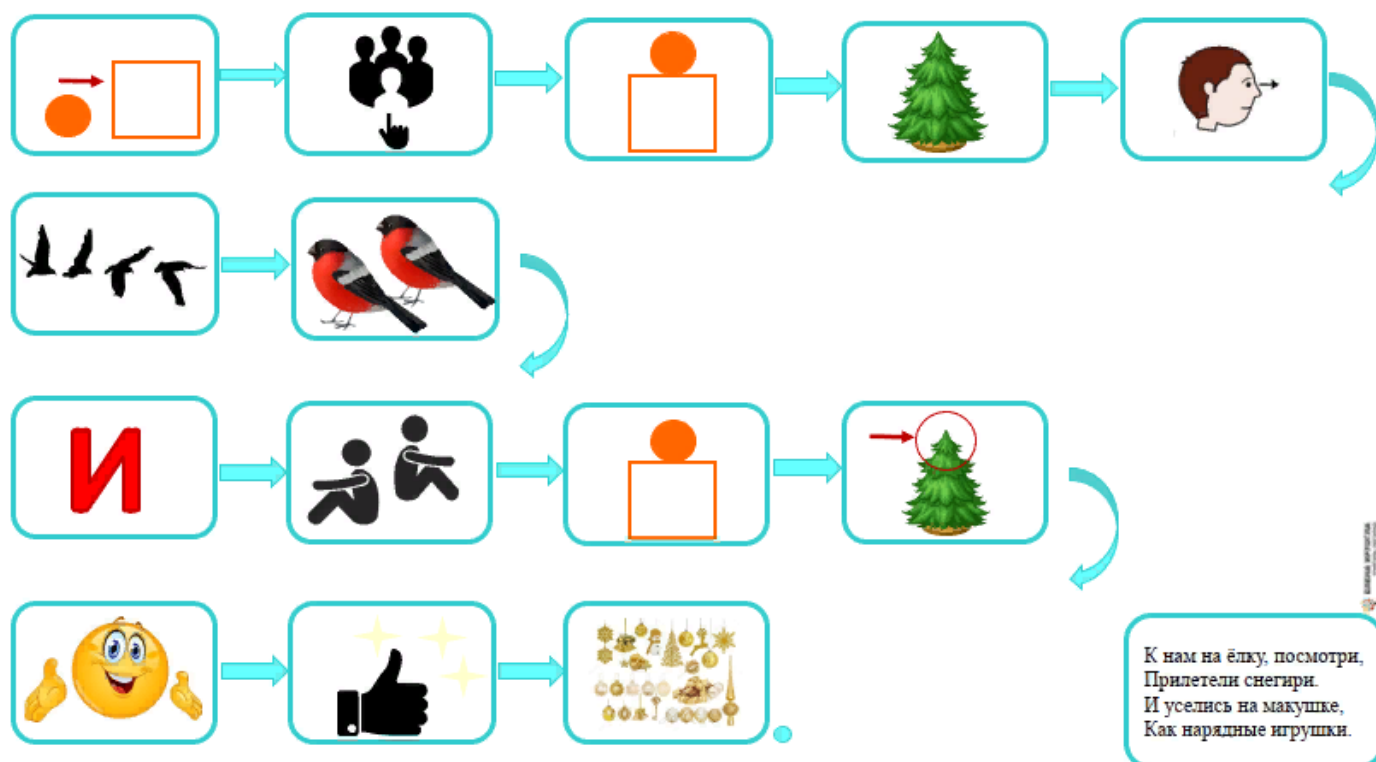 И
К нам на ёлку, посмотри,
Прилетели снегири.
И уселись на макушке,
Как нарядные игрушки.